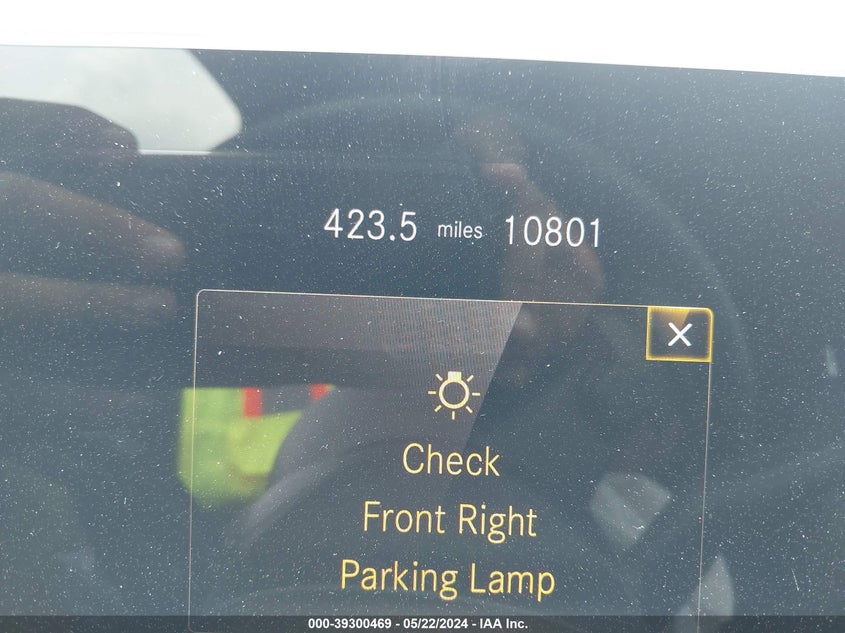 423.5 miles 10801
Check
Front Right
Parking Lamp
000-39300469 - 05/22/2024 - IAA Inc.